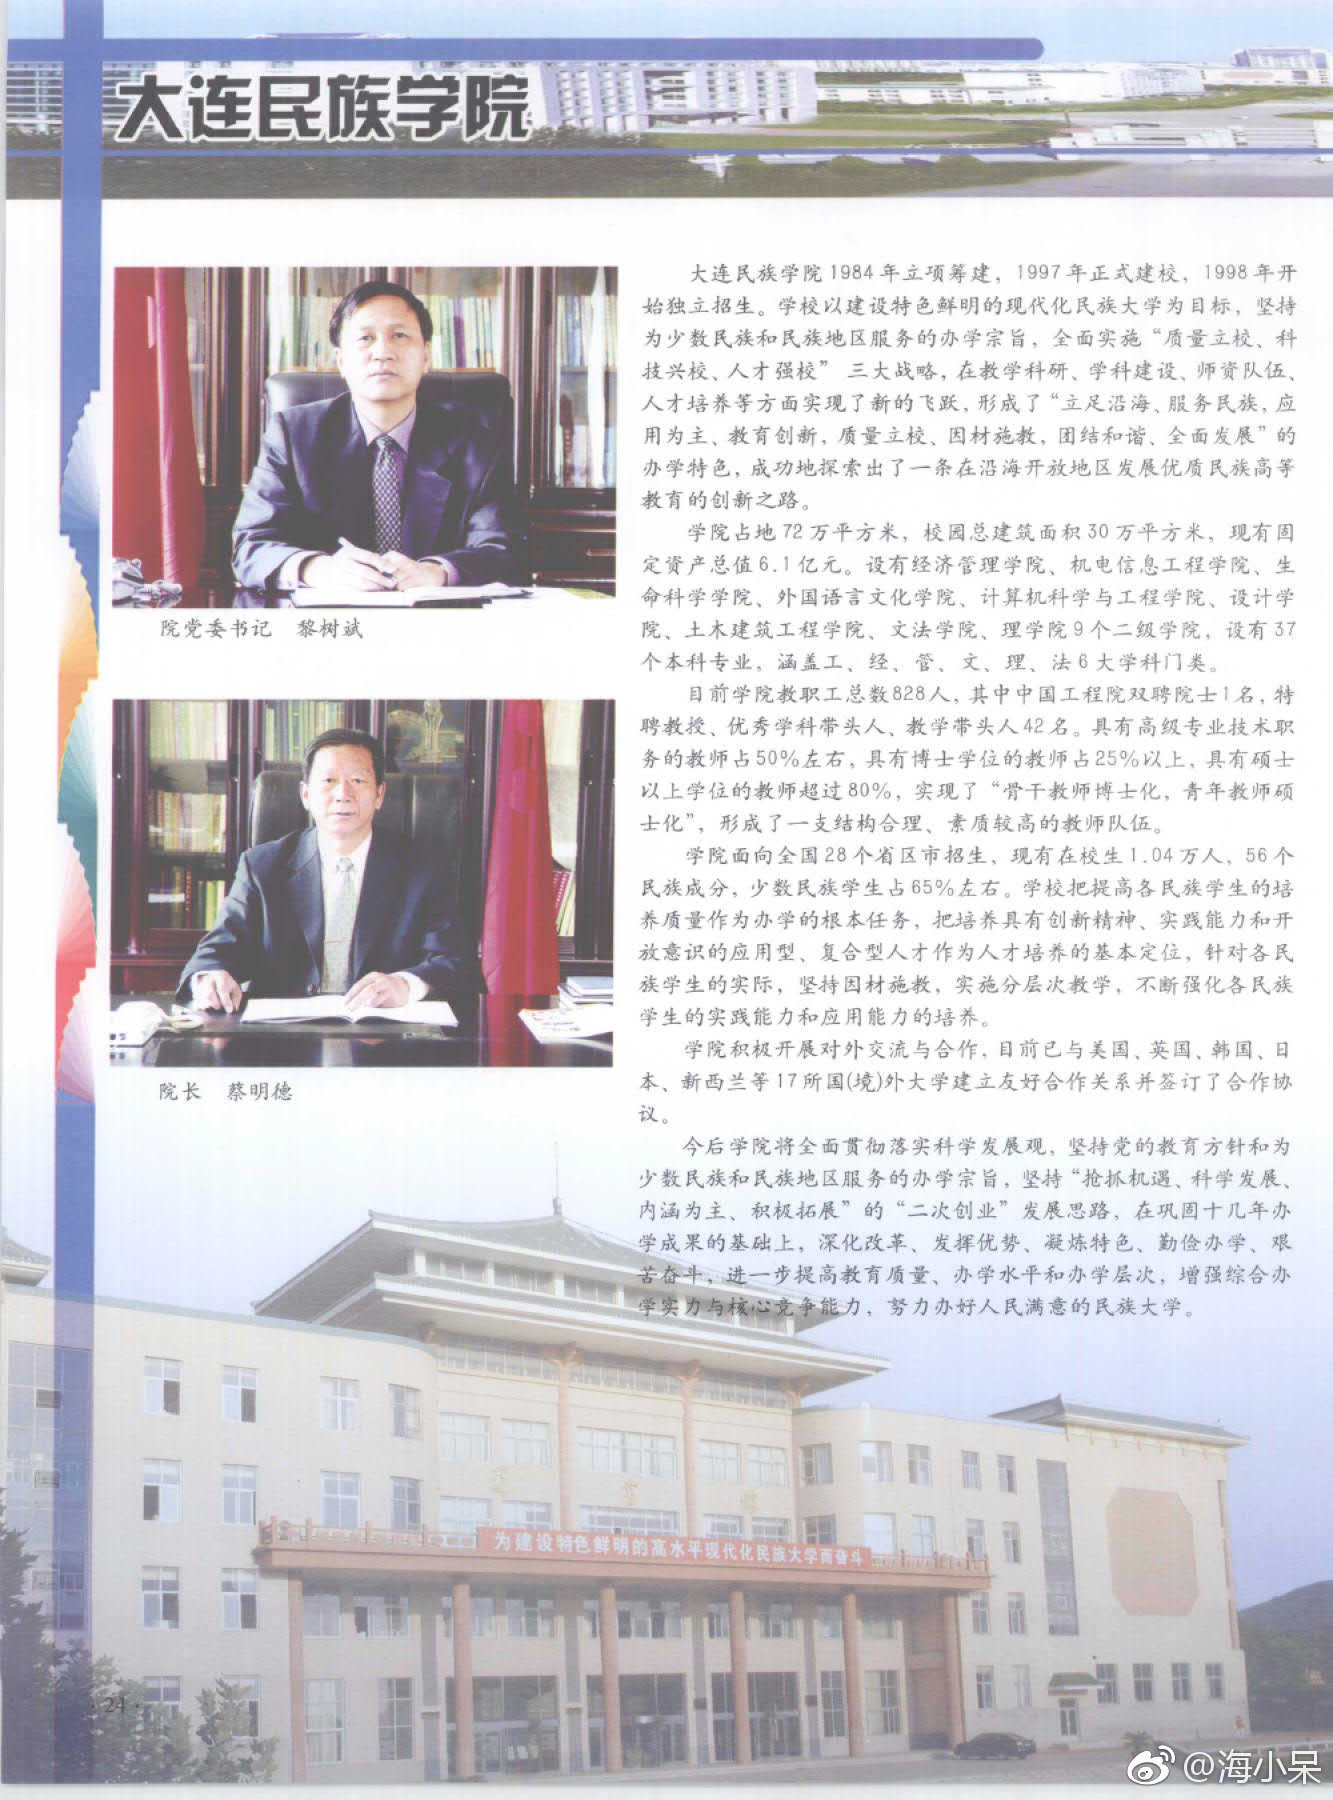 大连民族学院
院党委书记 黎树斌
院长 蔡明德
大连民族学院1984年立项筹建，1997年正式建校，1998年开
始独立招生。学校以建设特色鲜明的现代化民族大学为目标，坚持
为少数民族和民族地区服务的办学宗旨，全面实施“质量立校、科
技兴校、人才强校” 三大战略，在教学科研、学科建设、师资队伍、
人才培养等方面实现了新的飞跃，形成了“立足沿海、服务民族，应
用为主、教育创新，质量立校、因材施教，团结和谐、全面发展”的
办学特色，成功地探索出了一条在沿海开放地区发展优质民族高等
教育的创新之路。
学院占地72万平方米，校园总建筑面积30万平方米，现有固
定资产总值6.1亿元。设有经济管理学院、机电信息工程学院、生
命科学学院、外国语言文化学院、计算机科学与工程学院、设计学
院、土木建筑工程学院、文法学院、理学院9个二级学院，设有37
个本科专业，涵盖工、经、管、文、理、法6大学科门类。
目前学院教职工总数828人，其中中国工程院双聘院士1名，特
聘教授、优秀学科带头人、教学带头人42名。具有高级专业技术职
务的教师占50%左右，具有博士学位的教师占25%以上，具有硕士
以上学位的教师超过80%，实现了“骨干教师博士化，青年教师硕
士化”，形成了一支结构合理、素质较高的教师队伍。
学院面向全国28个省区市招生，现有在校生1.04万人，56个
民族成分，少数民族学生占65%左右。学校把提高各民族学生的培
养质量作为办学的根本任务，把培养具有创新精神、实践能力和开
放意识的应用型、复合型人才作为人才培养的基本定位，针对各民
族学生的实际，坚持因材施教，实施分层次教学，不断强化各民族
学生的实践能力和应用能力的培养。
学院积极开展对外交流与合作，目前已与美国、英国、韩国、日
本、新西兰等17所国(境)外大学建立友好合作关系并签订了合作协
议。
今后学院将全面贯彻落实科学发展观，坚持党的教育方针和为
少数民族和民族地区服务的办学宗旨，坚持“抢抓机遇、科学发展、
内涵为主、积极拓展”的“二次创业”发展思路，在巩固十几年办
学成果的基础上，深化改革、发挥优势、凝炼特色、勤俭办学、艰
苦奋斗，进一步提高教育质量、办学水平和办学层次，增强综合办
学实力与核心竞争能力，努力办好人民满意的民族大学。
为建设特色鲜明的高水平现代化民族大学而奋斗
24
@海小呆